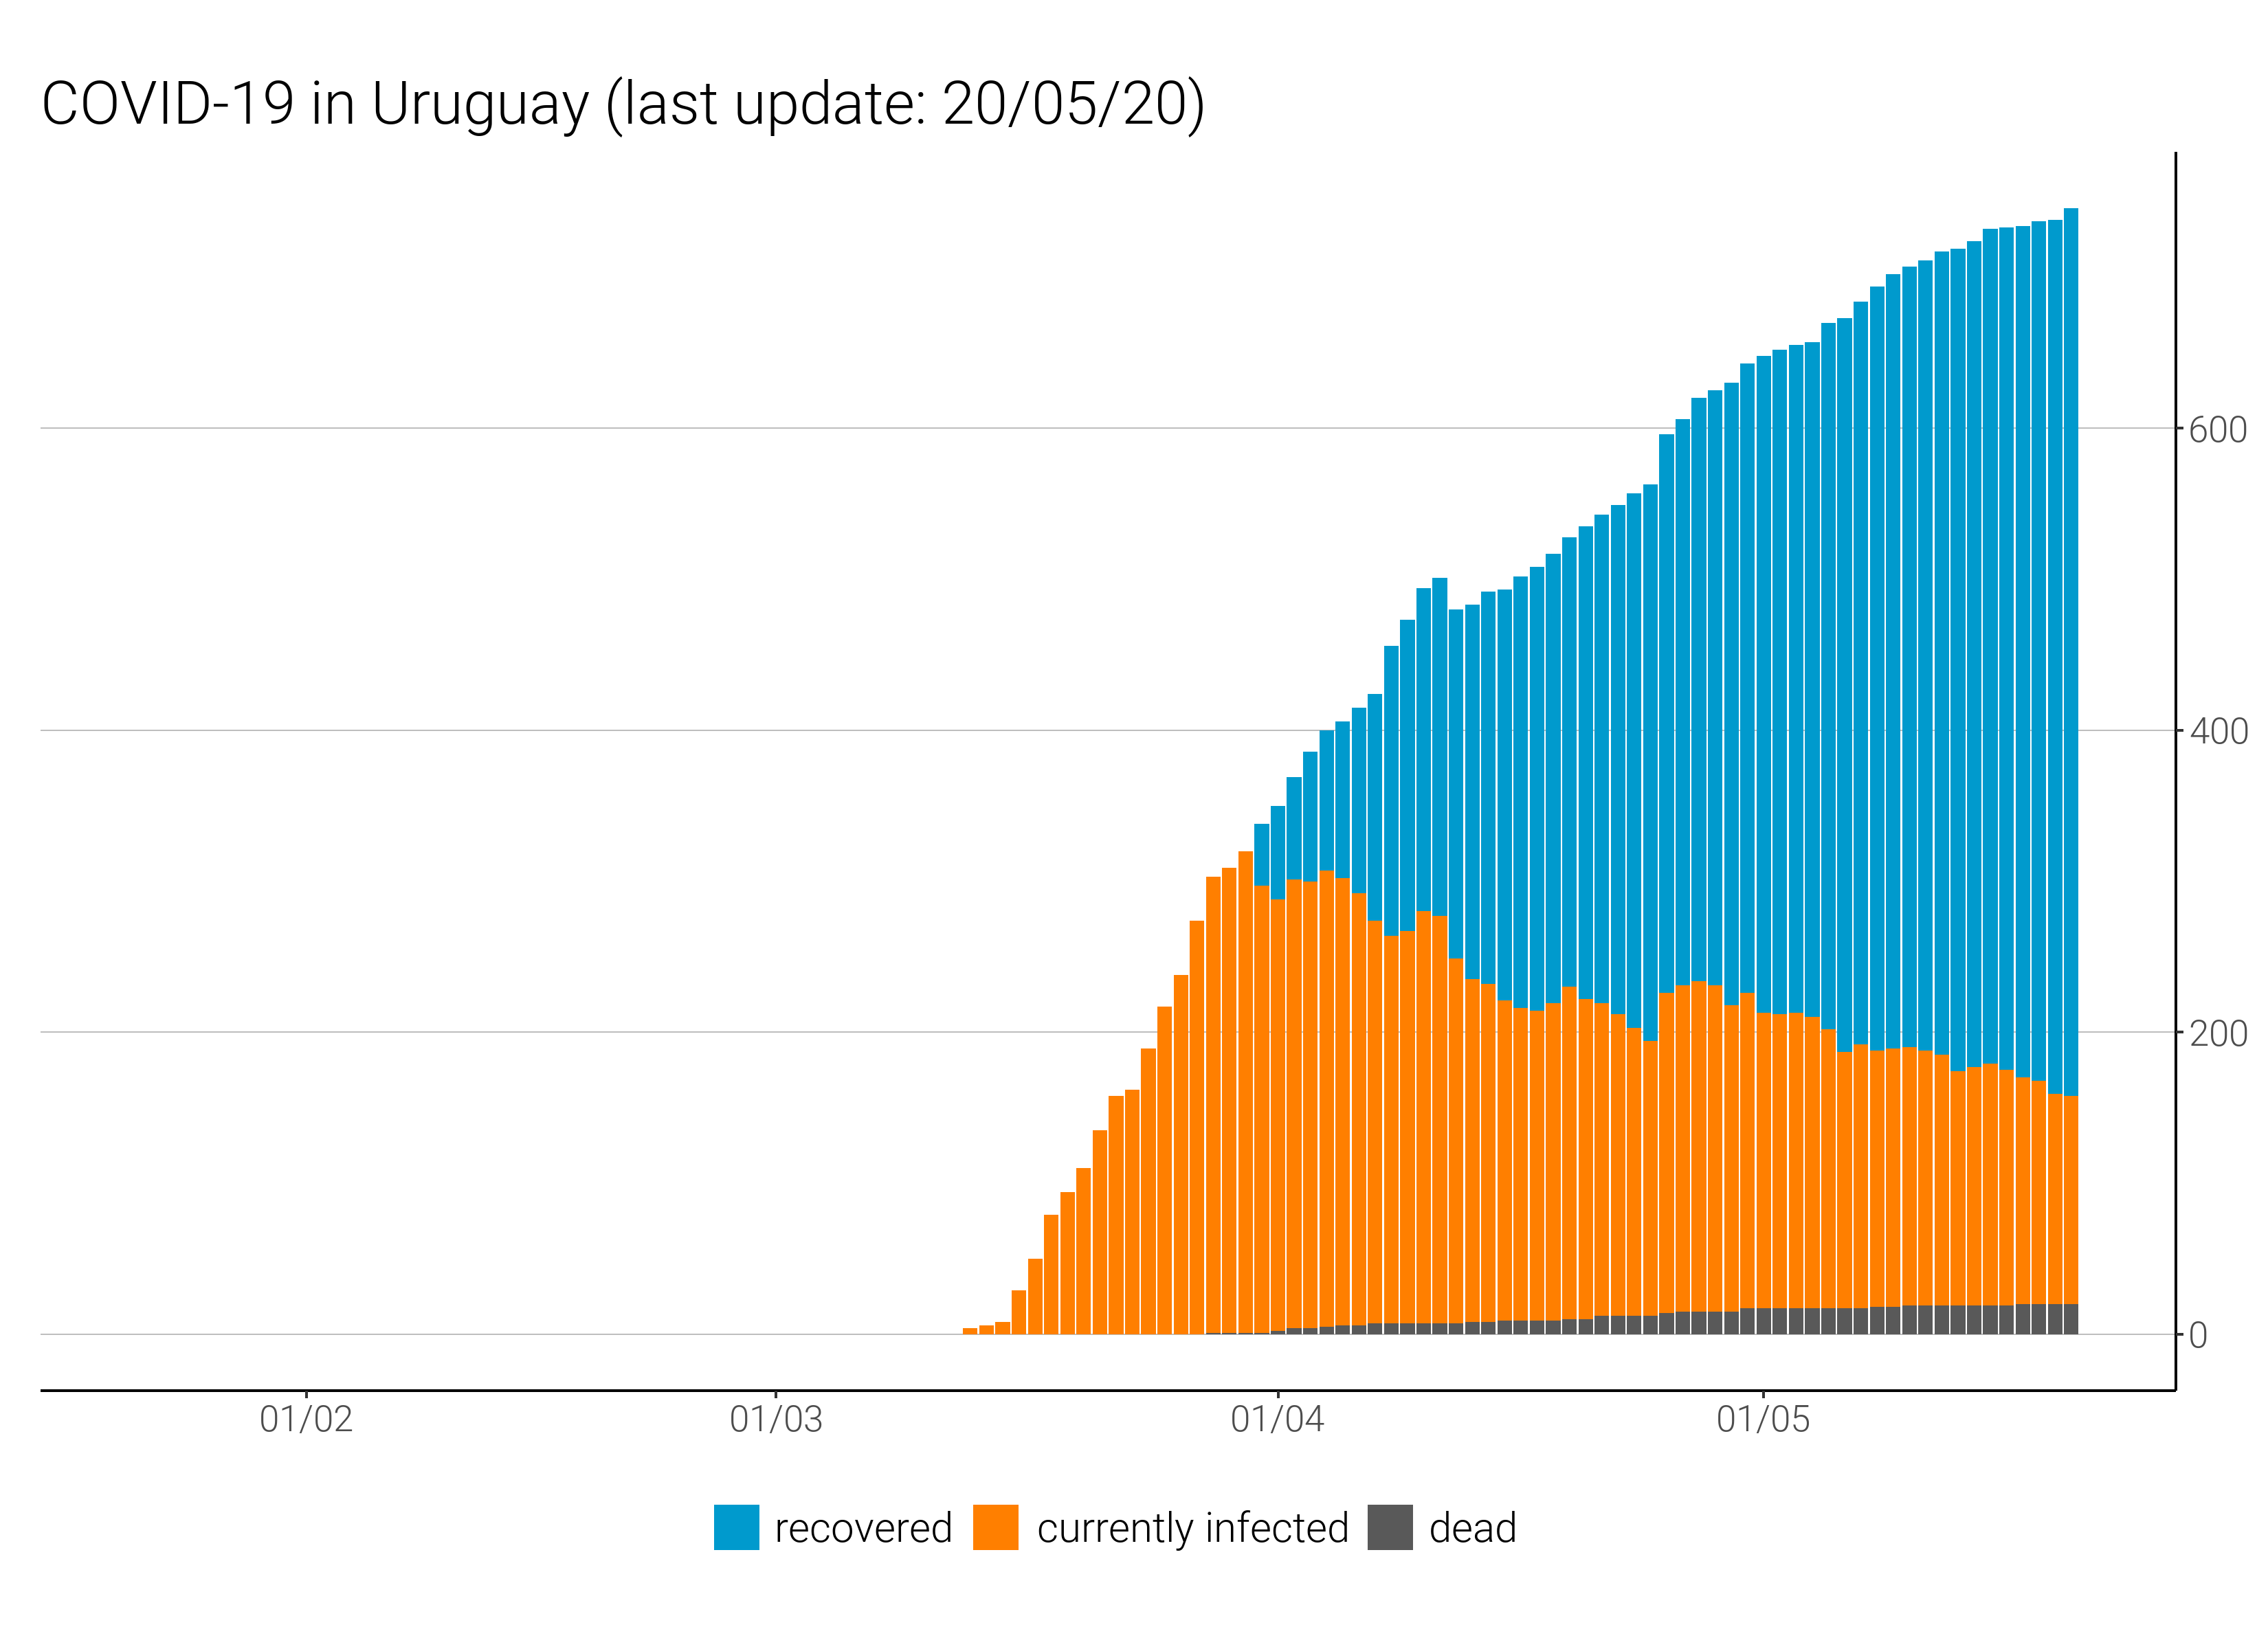 COVID-19 in Uruguay (last update: 20/05/20)
600
400
200
0
01/02 01/03 01/04 01/05
recovered currently infected dead